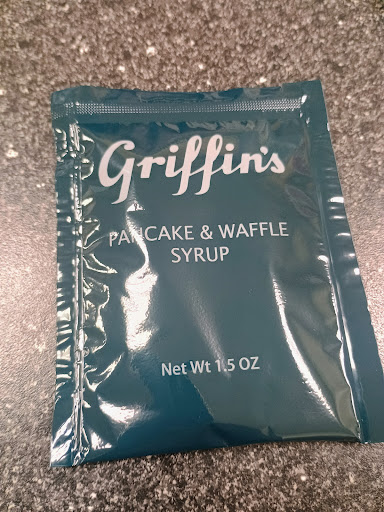 Griffin's
PANCAKE & WAFFLE
SYRUP
Net Wt 1.5 OZ